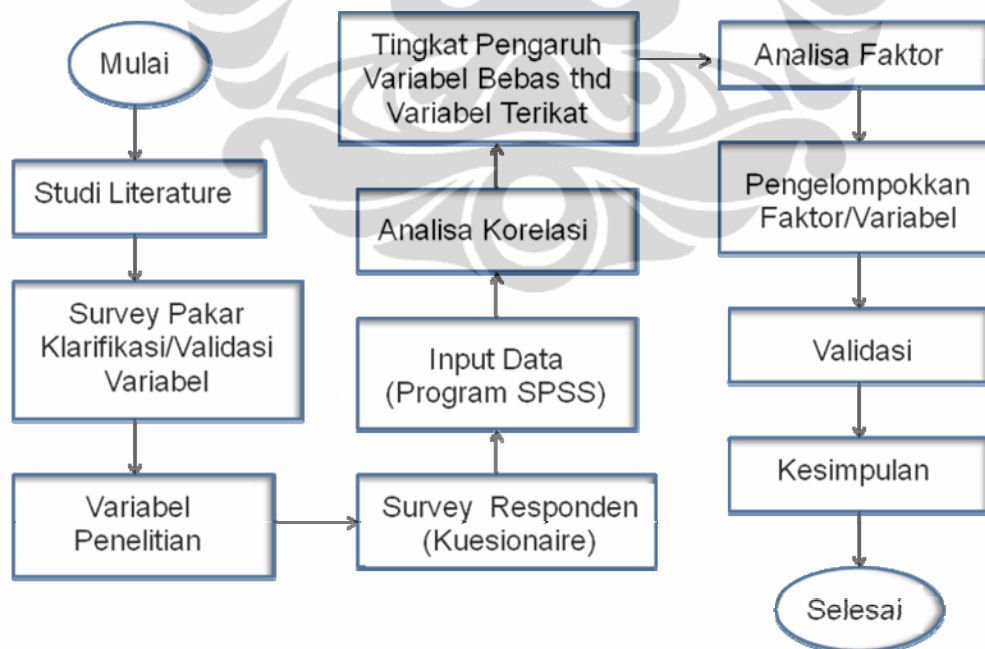 Mulai
Studi Literature
Survey Pakar
Klarifikasi/Validasi
Variabel
Variabel
Penelitian
Survey Responden
(Kuesionaire)
Input Data
(Program SPSS)
Analisa Korelasi
Tingkat Pengaruh
Variabel Bebas thd
Variabel Terikat
Analisa Faktor
Pengelompokkan
Faktor/Variabel
Validasi
Kesimpulan
Selesai